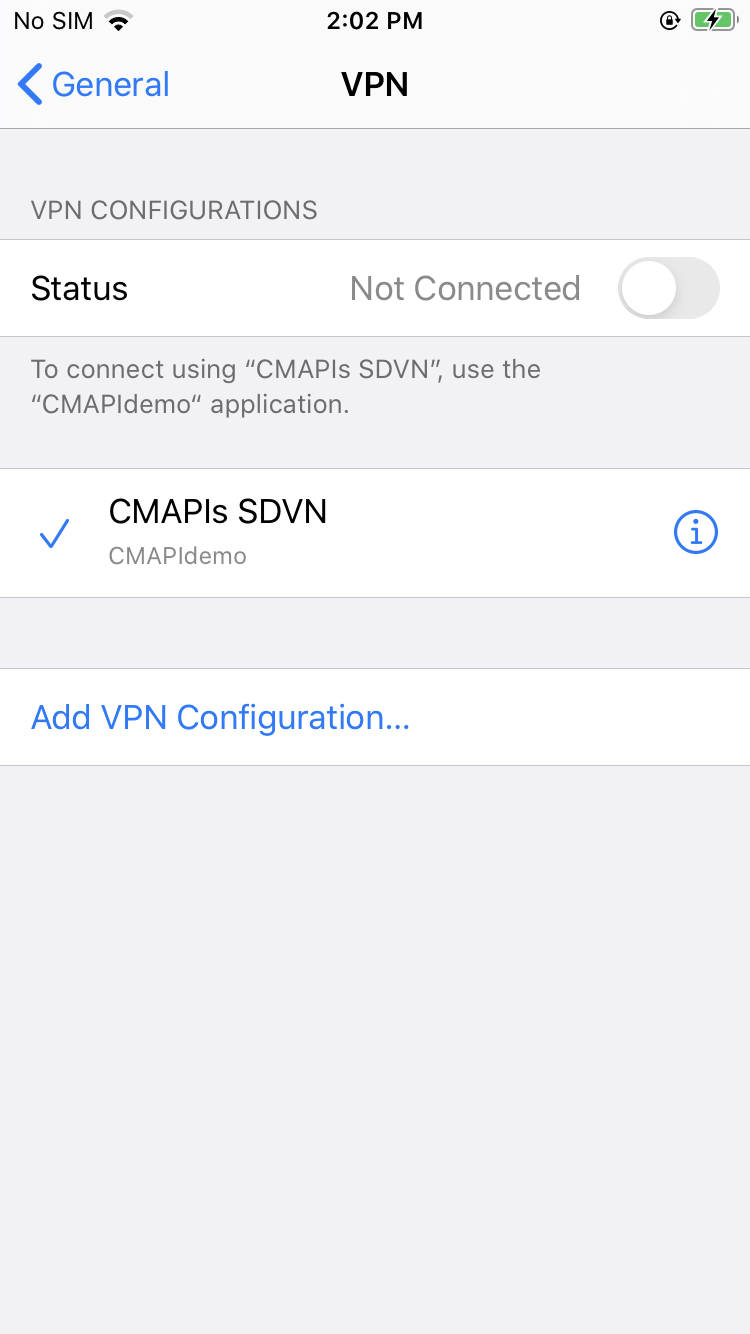 No SIM 2:02 PM
General VPN
VPN CONFIGURATIONS
Status Not Connected
To connect using “CMAPIs SDVN”, use the
“CMAPIdemo“ application.
CMAPIs SDVN
CMAPIdemo
Add VPN Configuration...